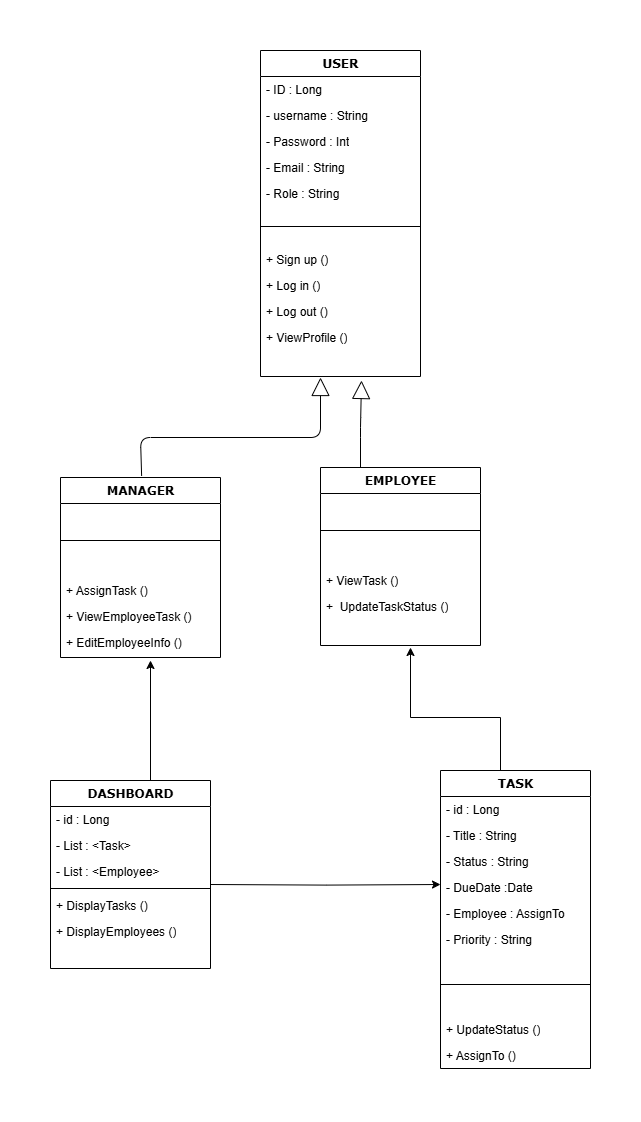 USER
- ID : Long
- username : String
- Password : Int
- Email : String
- Role : String
+ Sign up ()
+ Log in ()
+ Log out ()
+ ViewProfile ()
MANAGER
+ AssignTask ()
+ ViewEmployeeTask ()
+ EditEmployeeInfo ()
EMPLOYEE
+ ViewTask ()
+  UpdateTaskStatus ()
DASHBOARD
- id : Long
- List : <Task>
- List : <Employee>
+ DisplayTasks ()
+ DisplayEmployees ()
TASK
- id : Long
- Title : String
- Status : String
- DueDate :Date
- Employee : AssignTo
- Priority : String
+ UpdateStatus ()
+ AssignTo ()